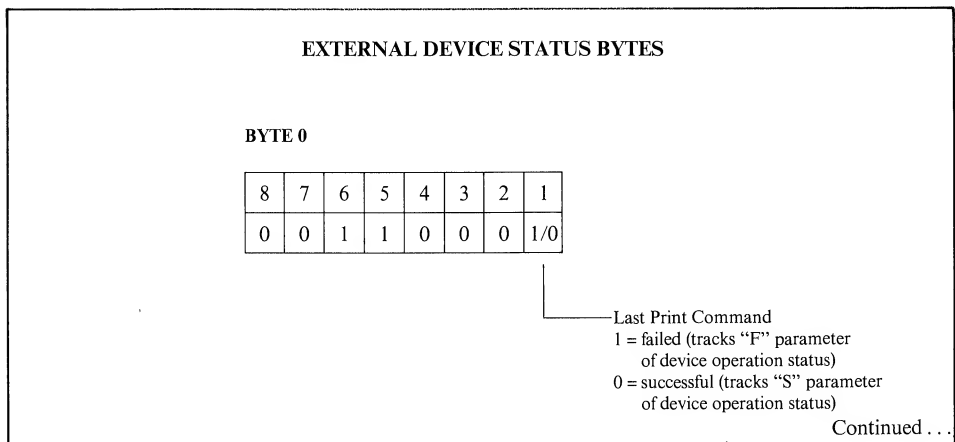 EXTERNAL DEVICE STATUS BYTES
BYTE 0
8 7 6 5 4 3 2 1
0 0 1 1 0 0 0 1/0
Last Print Command
1 = failed (tracks “F” parameter
of device operation status)
0 = successful (tracks “S” parameter
of device operation status)
Continued . . .